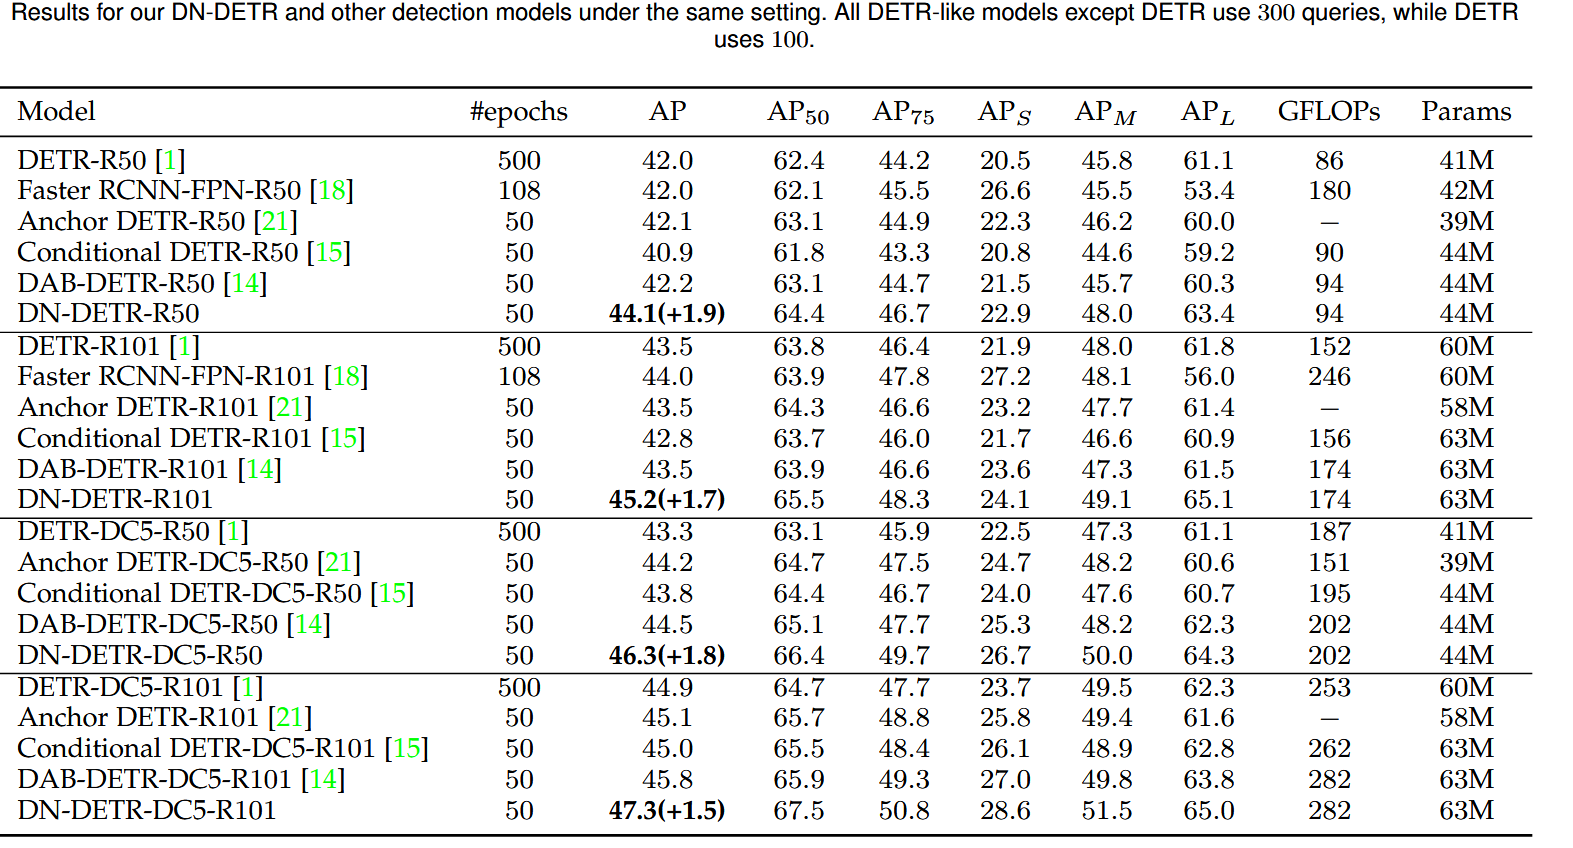 Results for our DN-DETR and other detection models under the same setting. All DETR-like models except DETR use 300 queries, while DETR
uses 100.
Model #epochs AP AP50 AP75 APS APM APL GFLOPs Params
DETR-R50 [1] 500 42.0 62.4 44.2 20.5 45.8 61.1 86 41M
Faster RCNN-FPN-R50 [18] 108 42.0 62.1 45.5 26.6 45.5 53.4 180 42M
Anchor DETR-R50 [21] 50 42.1 63.1 44.9 22.3 46.2 60.0 − 39M
Conditional DETR-R50 [15] 50 40.9 61.8 43.3 20.8 44.6 59.2 90 44M
DAB-DETR-R50 [14] 50 42.2 63.1 44.7 21.5 45.7 60.3 94 44M
DN-DETR-R50 50 44.1(+1.9) 64.4 46.7 22.9 48.0 63.4 94 44M
DETR-R101 [1] 500 43.5 63.8 46.4 21.9 48.0 61.8 152 60M
Faster RCNN-FPN-R101 [18] 108 44.0 63.9 47.8 27.2 48.1 56.0 246 60M
Anchor DETR-R101 [21] 50 43.5 64.3 46.6 23.2 47.7 61.4 − 58M
Conditional DETR-R101 [15] 50 42.8 63.7 46.0 21.7 46.6 60.9 156 63M
DAB-DETR-R101 [14] 50 43.5 63.9 46.6 23.6 47.3 61.5 174 63M
DN-DETR-R101 50 45.2(+1.7) 65.5 48.3 24.1 49.1 65.1 174 63M
DETR-DC5-R50 [1] 500 43.3 63.1 45.9 22.5 47.3 61.1 187 41M
Anchor DETR-DC5-R50 [21] 50 44.2 64.7 47.5 24.7 48.2 60.6 151 39M
Conditional DETR-DC5-R50 [15] 50 43.8 64.4 46.7 24.0 47.6 60.7 195 44M
DAB-DETR-DC5-R50 [14] 50 44.5 65.1 47.7 25.3 48.2 62.3 202 44M
DN-DETR-DC5-R50 50 46.3(+1.8) 66.4 49.7 26.7 50.0 64.3 202 44M
DETR-DC5-R101 [1] 500 44.9 64.7 47.7 23.7 49.5 62.3 253 60M
Anchor DETR-R101 [21] 50 45.1 65.7 48.8 25.8 49.4 61.6 − 58M
Conditional DETR-DC5-R101 [15] 50 45.0 65.5 48.4 26.1 48.9 62.8 262 63M
DAB-DETR-DC5-R101 [14] 50 45.8 65.9 49.3 27.0 49.8 63.8 282 63M
DN-DETR-DC5-R101 50 47.3(+1.5) 67.5 50.8 28.6 51.5 65.0 282 63M